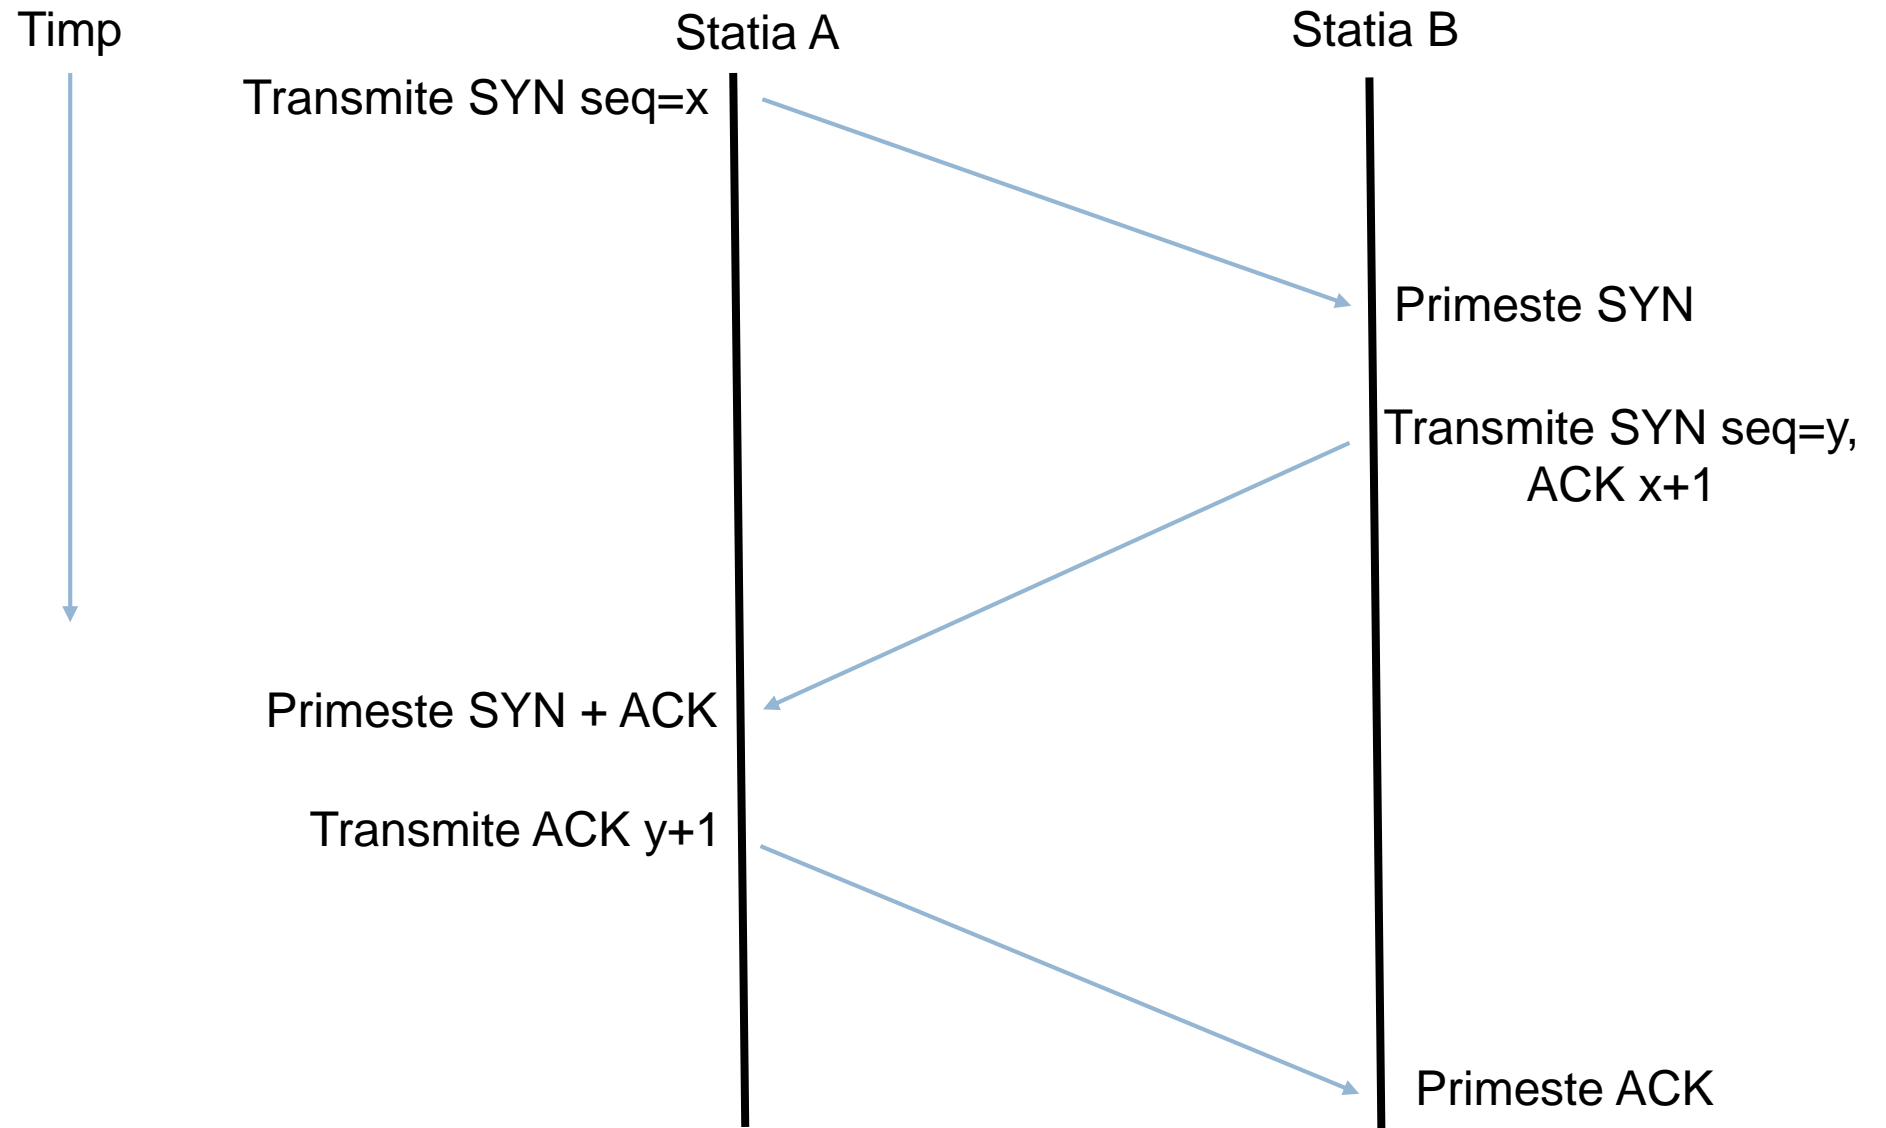 Timp
Statia A
Statia B
Transmite SYN seq=x
Primeste SYN
Transmite SYN seq=y,
ACK x+1
Primeste SYN + ACK
Transmite ACK y+1
Primeste ACK